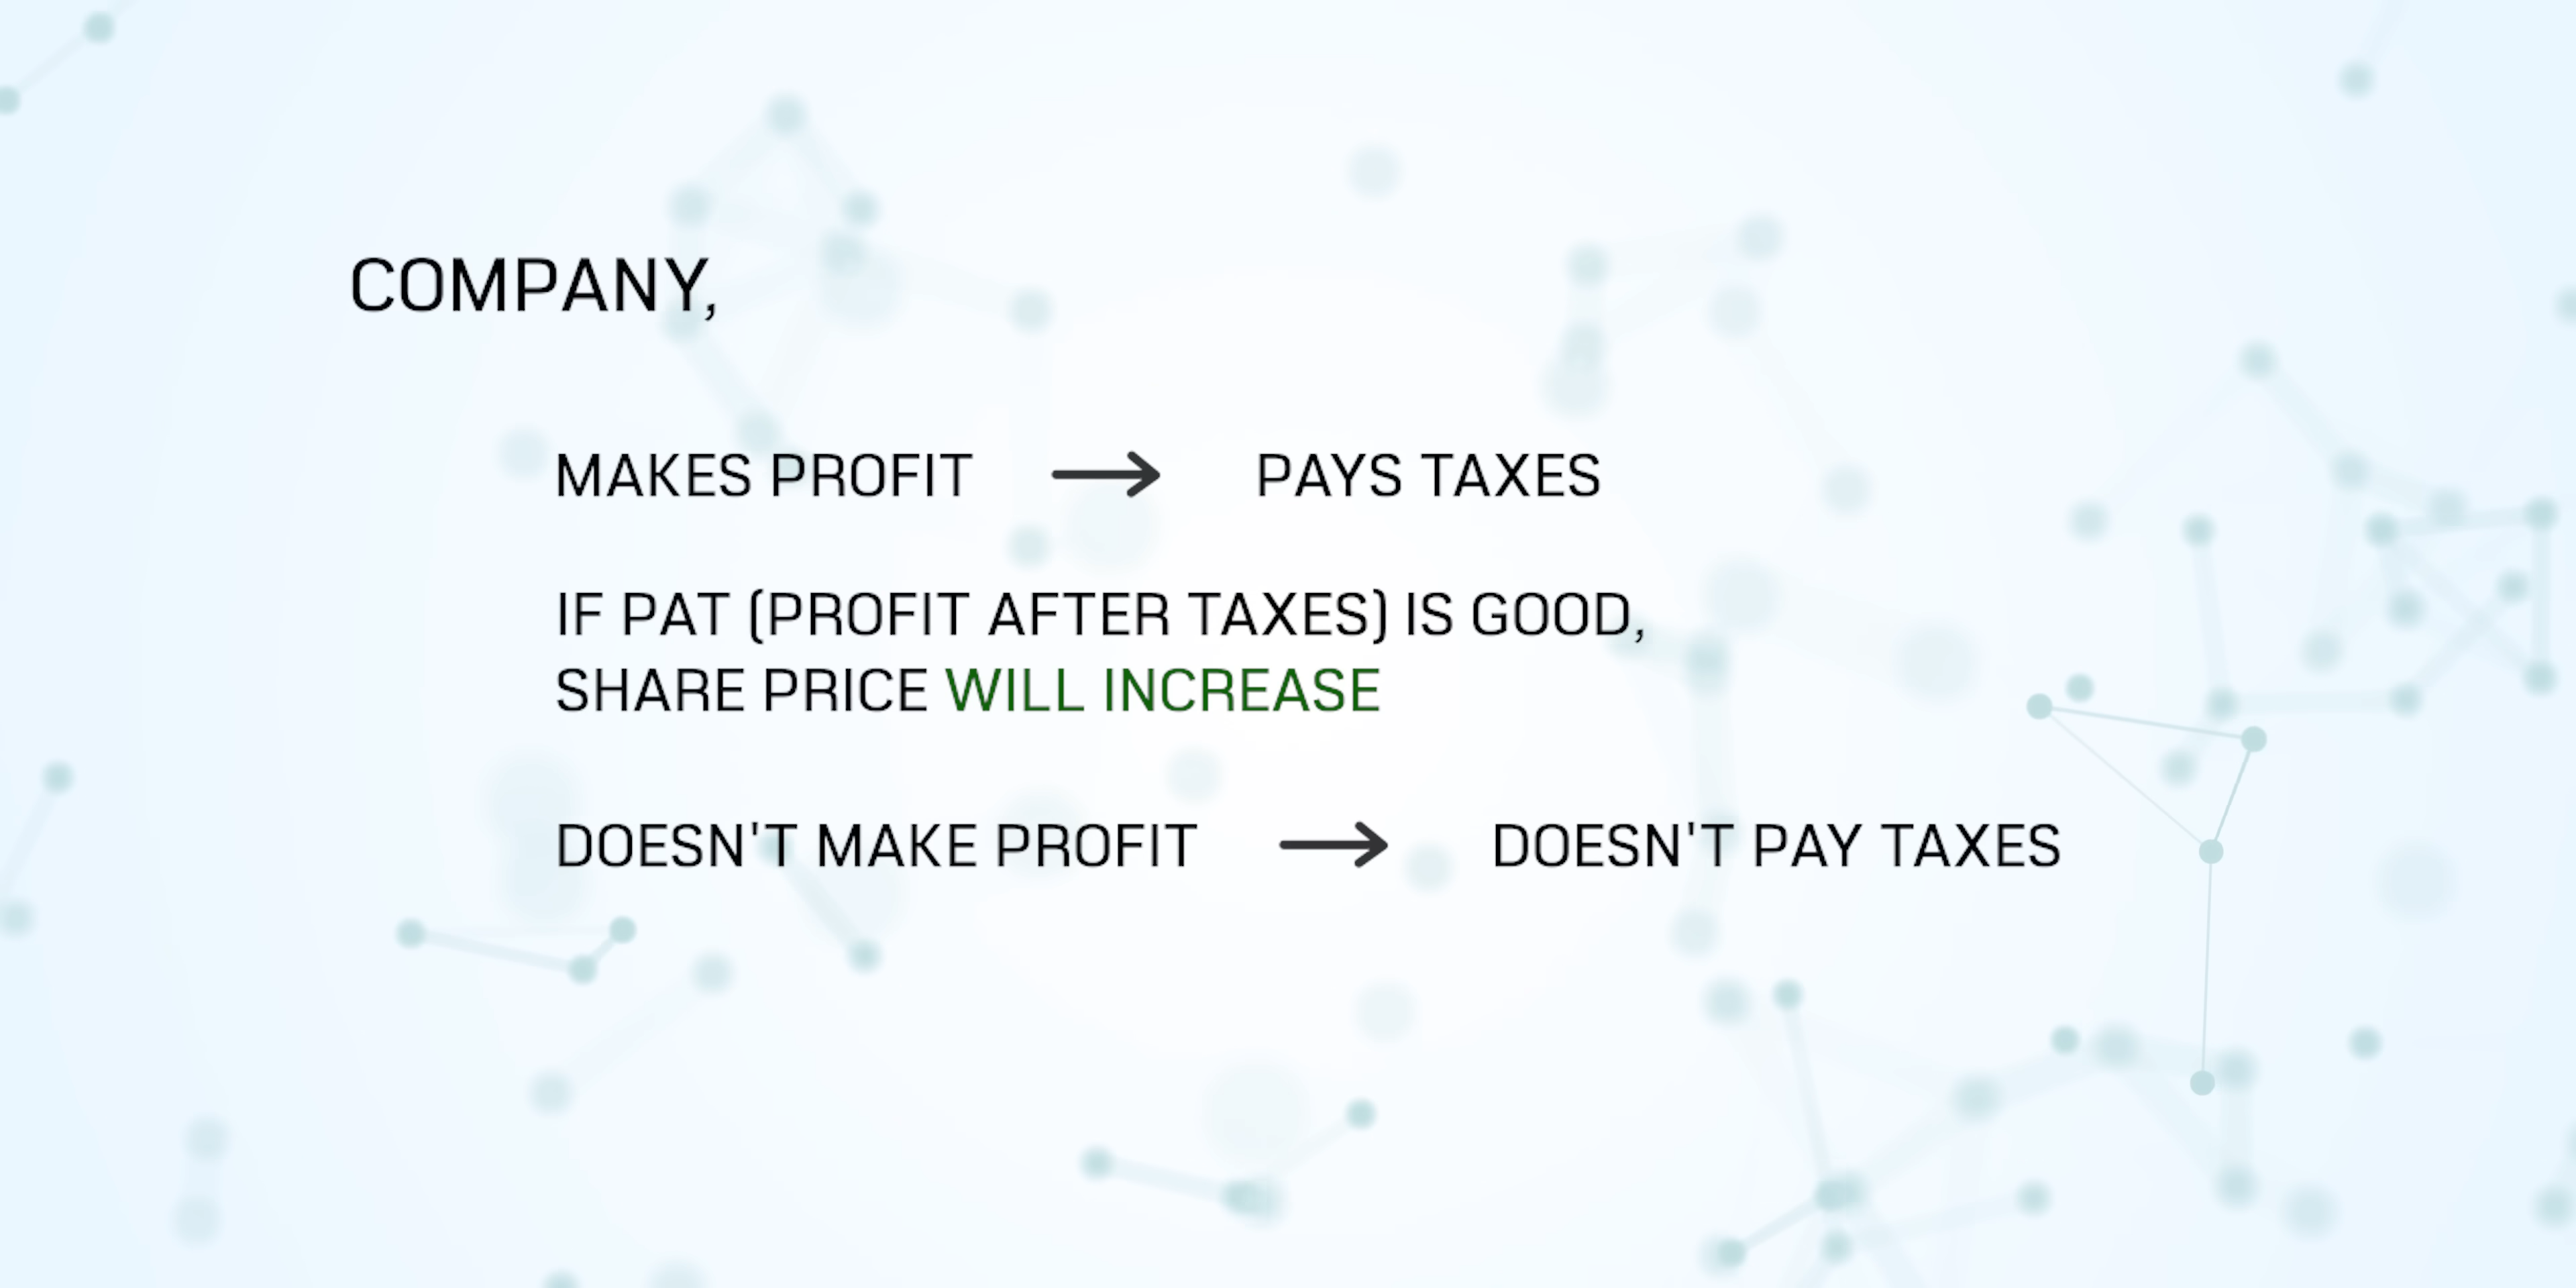 COMPANY,
MAKES PROFIT → PAYS TAXES
IF PAT (PROFIT AFTER TAXES) IS GOOD,
SHARE PRICE WILL INCREASE
DOESN'T MAKE PROFIT → DOESN'T PAY TAXES